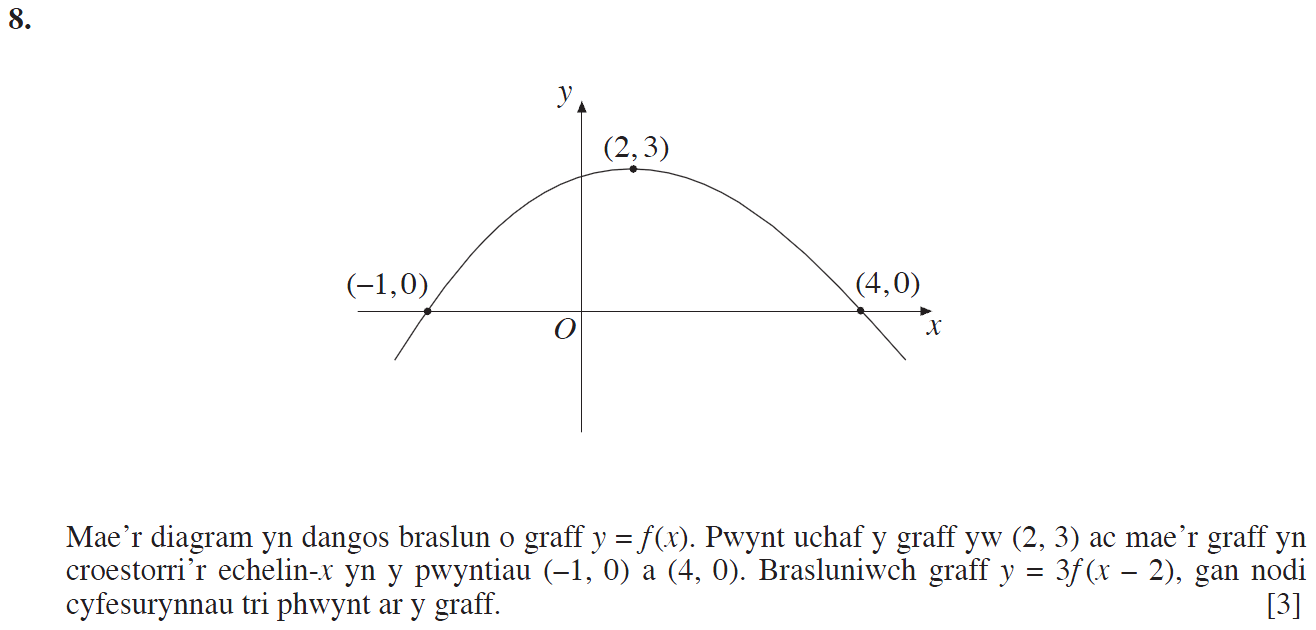 8.
y
(2, 3)
(–1, 0)
(4, 0)
O
x
Mae’r diagram yn dangos braslun o graff y = f(x). Pwynt uchaf y graff yw (2, 3) ac mae’r graff yn
croestorri’r echelin-x yn y pwyntiau (–1, 0) a (4, 0). Brasluniwch graff y = 3f(x – 2), gan nodi
cyfesurynnau tri phwynt ar y graff. [3]